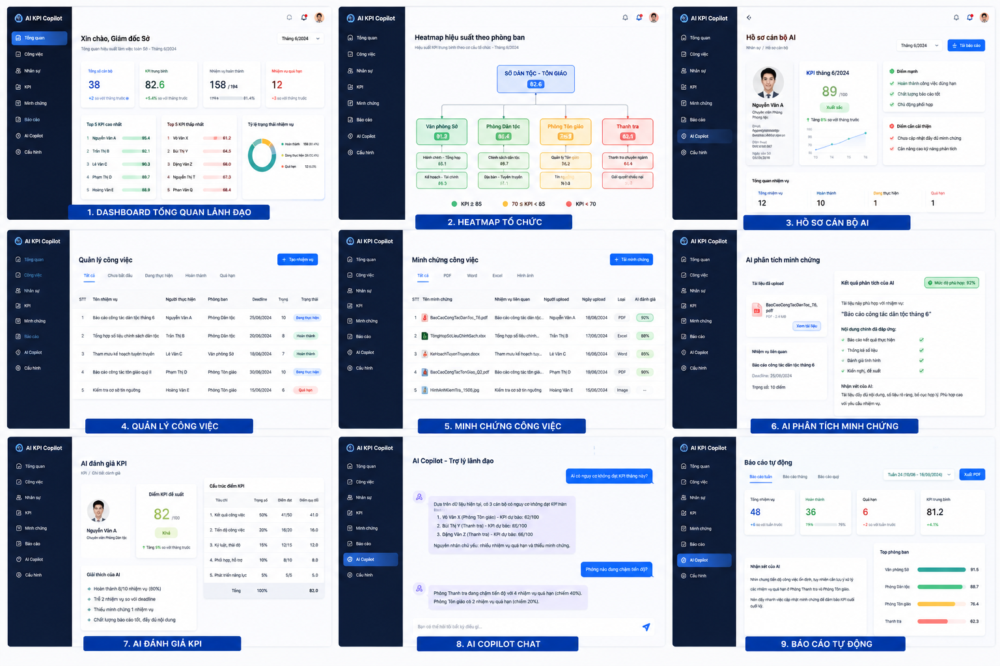 AI KPI Copilot
Tổng quan
Công việc
Nhân sự
KPI
Minh chứng
Báo cáo
AI Copilot
Cấu hình
Xin chào, Giám đốc Sở
Tổng quan hiệu suất làm việc toàn Sở - Tháng 6/2024
Tháng 6/2024
Tổng số cán bộ
38
+2 so với tháng trước
KPI trung bình
82.6
+5.4% so với tháng trước
Nhiệm vụ hoàn thành
158 / 194
81.4%
Nhiệm vụ quá hạn
12
+3 so với tháng trước
Top 5 KPI cao nhất
1 Nguyễn Văn A 95.4
2 Trần Thị B 92.1
3 Lê Văn C 90.3
4 Phạm Thị D 89.7
5 Hoàng Văn E 88.9
Top 5 KPI thấp nhất
1 Võ Văn X 61.2
2 Bùi Thị Y 64.5
3 Đặng Văn Z 66.0
4 Nguyễn Thị T 67.3
5 Phan Văn Q 68.4
Tỷ lệ trạng thái nhiệm vụ
Hoàn thành 158 (81.4%)
Đang thực hiện 24 (12.4%)
Quá hạn 12 (6.2%)
1. DASHBOARD TỔNG QUAN LÃNH ĐẠO
AI KPI Copilot
Tổng quan
Công việc
Nhân sự
KPI
Minh chứng
Báo cáo
AI Copilot
Cấu hình
Heatmap hiệu suất theo phòng ban
Hiệu suất KPI trung bình theo cơ cấu tổ chức - Tháng 6/2024
SỞ DÂN TỘC - TÔN GIÁO
82.6
Văn phòng Sở
91.2
Phòng Dân tộc
Phòng Tôn giáo
Thanh tra
62.1
Hành chính - Tổng hợp
Kế hoạch - Tài chính
Chính sách dân tộc
Địa bàn - Tuyên truyền
Quản lý Tôn giáo
Thanh tra chuyên ngành
61.4
Giải quyết khiếu nại
KPI ≥ 85
70 ≤ KPI < 85
KPI < 70
2. HEATMAP TỔ CHỨC
AI KPI Copilot
Tổng quan
Công việc
Nhân sự
KPI
Minh chứng
Báo cáo
AI Copilot
Cấu hình
Hồ sơ cán bộ AI
Nhân sự / Hồ sơ cán bộ
Tháng 6/2024
Tải báo cáo
Nguyễn Văn A
Chuyên viên Phòng
KPI tháng 6/2024
89 /100
Xuất sắc
Tăng 6% so với tháng trước
100
90
T3 T4 T5 T6
Điểm mạnh
Hoàn thành công việc đúng hạn
Chất lượng báo cáo tốt
Chủ động phối hợp
Điểm cần cải thiện
Chưa cập nhật đầy đủ minh chứng
Cần nâng cao kỹ năng phân tích
Tổng quan nhiệm vụ
Tổng nhiệm vụ
12
Hoàn thành
10
Đang thực hiện
1
Quá hạn
1
3. HỒ SƠ CÁN BỘ AI
AI KPI Copilot
Tổng quan
Công việc
Nhân sự
KPI
Minh chứng
Báo cáo
AI Copilot
Cấu hình
Quản lý công việc
+ Tạo nhiệm vụ
Tất cả Chưa bắt đầu Đang thực hiện Hoàn thành Quá hạn
STT Tên nhiệm vụ Người thực hiện Phòng ban Deadline Trọng Trạng thái
1 Báo cáo công tác dân tộc tháng 6 Nguyễn Văn A Phòng Dân tộc 25/06/2024 10 Đang thực hiện
2 Tổng hợp số liệu chính sách dân tộc Trần Thị B Phòng Dân tộc 20/06/2024 8 Hoàn thành
3 Tham mưu kế hoạch tuyên truyền Lê Văn C Văn phòng Sở 18/06/2024 7 Hoàn thành
4 Báo cáo công tác tôn giáo quý II Phạm Thị D Phòng Tôn giáo 30/06/2024 10 Đang thực hiện
5 Kiểm tra cơ sở tín ngưỡng Hoàng Văn E Phòng Tôn giáo 15/06/2024 6 Quá hạn
4. QUẢN LÝ CÔNG VIỆC
AI KPI Copilot
Tổng quan
Công việc
Nhân sự
KPI
Minh chứng
Báo cáo
AI Copilot
Cấu hình
Minh chứng công việc
+ Tải minh chứng
Tất cả PDF Word Excel Hình ảnh
STT Tên minh chứng Nhiệm vụ liên quan Người upload Ngày upload Loại AI đánh giá
1 BaoCaoCongTacDanToc_T6.pdf Báo cáo công tác dân tộc... Nguyễn Văn A 18/06/2024 PDF 92%
2 TongHopSoLieuChinhSach.xlsx Tổng hợp số liệu chính... Trần Thị B 17/06/2024 Excel 88%
3 KeHoachTuyenTruyen.docx Tham mưu kế hoạch tuy... Lê Văn C 16/06/2024 Word 85%
4 BaoCaoCongTacTonGiao_Q2.pdf Báo cáo công tác tôn giá... Phạm Thị D 19/06/2024 PDF 90%
5 HinhAnhKiemTra_1506.jpg Kiểm tra cơ sở tín ngưỡng Hoàng Văn E 15/06/2024 Image —
5. MINH CHỨNG CÔNG VIỆC
AI KPI Copilot
Tổng quan
Công việc
Nhân sự
KPI
Minh chứng
Báo cáo
AI Copilot
Cấu hình
AI phân tích minh chứng
Tài liệu đã upload
BaoCaoCongTacDanToc_T6.
pdf
PDF - 2.4 MB
Xem tài liệu
Nhiệm vụ liên quan
Báo cáo công tác dân tộc tháng 6
Deadline: 25/06/2024
Trọng số: 10 điểm
Kết quả phân tích của AI
Mức độ phù hợp: 92%
Tài liệu này phù hợp với nhiệm vụ:
"Báo cáo công tác dân tộc tháng 6"
Nội dung chính đã đáp ứng:
Báo cáo kết quả thực hiện
Thống kê số liệu
Đánh giá tình hình
Kiến nghị, đề xuất
Nhận xét của AI:
Tài liệu đầy đủ nội dung, số liệu rõ ràng, bố cục hợp lý. Phù hợp cao
với yêu cầu nhiệm vụ.
6. AI PHÂN TÍCH MINH CHỨNG
AI KPI Copilot
Tổng quan
Công việc
Nhân sự
KPI
Minh chứng
Báo cáo
AI Copilot
Cấu hình
AI đánh giá KPI
KPI / Chi tiết đánh giá
Nguyễn Văn A
Chuyên viên Phòng Dân tộc
Điểm KPI đề xuất
82 /100
Khá
Tăng 5% so với tháng trước
Giải thích của AI
Hoàn thành 8/10 nhiệm vụ (80%)
Trễ 2 nhiệm vụ so với deadline
Thiếu minh chứng 1 nhiệm vụ
Chất lượng báo cáo tốt, đầy đủ nội dung
Cấu trúc điểm KPI
Tiêu chí Trọng số Điểm đạt Điểm quy đổi
1. Kết quả công việc 50% 41/50 41.0
2. Tiến độ công việc 20% 16/20 16.0
3. Kỷ luật, thái độ 15% 12/15 12.0
4. Phối hợp, hỗ trợ 10% 8/10 8.0
5. Phát triển năng lực 5% 5/5 5.0
Tổng 100% 82.0
7. AI ĐÁNH GIÁ KPI
AI KPI Copilot
Tổng quan
Công việc
Nhân sự
KPI
Minh chứng
Báo cáo
AI Copilot
Cấu hình
AI Copilot - Trợ lý lãnh đạo
Ai có nguy cơ không đạt KPI tháng này?
Dựa trên dữ liệu hiện tại, có 3 cán bộ có nguy cơ không đạt KPI
1. Võ Văn X (Phòng Tôn giáo) - KPI dự báo: 62/100
2. Bùi Thị Y (Thanh tra) - KPI dự báo: 65/100
3. Đặng Văn Z (Thanh tra) - KPI dự báo: 66/100
Nguyên nhân chủ yếu: nhiều nhiệm vụ quá hạn và thiếu minh chứng.
Phòng nào đang chậm tiến độ?
Phòng Thanh tra đang chậm tiến độ với 4 nhiệm vụ quá hạn (chiếm 40%).
Phòng Tôn giáo có 2 nhiệm vụ quá hạn (chiếm 20%).
Bạn có thể hỏi tôi bất kỳ điều gì...
8. AI COPILOT CHAT
AI KPI Copilot
Tổng quan
Công việc
Nhân sự
KPI
Minh chứng
Báo cáo
AI Copilot
Cấu hình
Báo cáo tự động
Báo cáo tuần Báo cáo tháng Báo cáo quý
Tuần 24 (10/06 - 16/06/2024)
Xuất PDF
Tổng nhiệm vụ
48
+6 so với tuần trước
Hoàn thành
36
75% 75%
Quá hạn
6
+2 so với tuần trước
KPI trung bình
81.2
+4.1%
Nhận xét của AI
Nhìn chung tiến độ công việc ổn định, tuy nhiên cần lưu ý xử lý
các nhiệm vụ quá hạn ở Phòng Thanh tra và Phòng Tôn giáo.
Nên đẩy nhanh việc cập nhật minh chứng để đảm bảo KPI cuối
cuối kỳ.
Top phòng ban
Văn phòng Sở 91.5
Phòng Dân tộc 88.7
Phòng Tôn giáo 76.4
Thanh tra 62.3
9. BÁO CÁO TỰ ĐỘNG